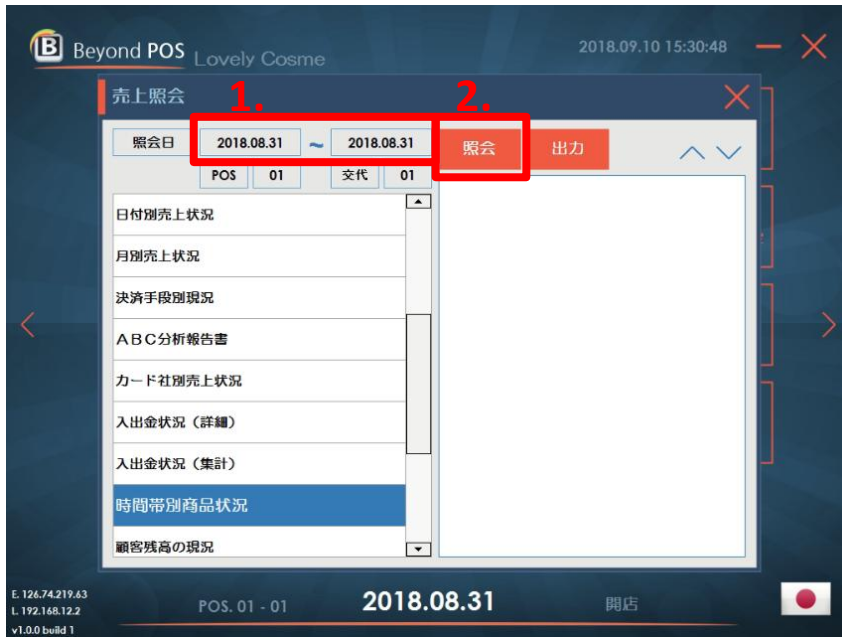 B Beyond POS Lovely Cosme 2018.09.10 15:30:48
売上照会 1. 2.
照会日 2018.08.31 ~ 2018.08.31 照会 出力
POS 01 交代 01
日付別売上状況
月別売上状況
決済手段別現況
ABC分析報告書
カード社別売上状況
入出金状況（詳細）
入出金状況（集計）
時間帯別商品状況
顧客残高の現況
E. 126.74.219.63
L. 192.168.12.2
v1.0.0 build 1
POS. 01 - 01 2018.08.31 開店